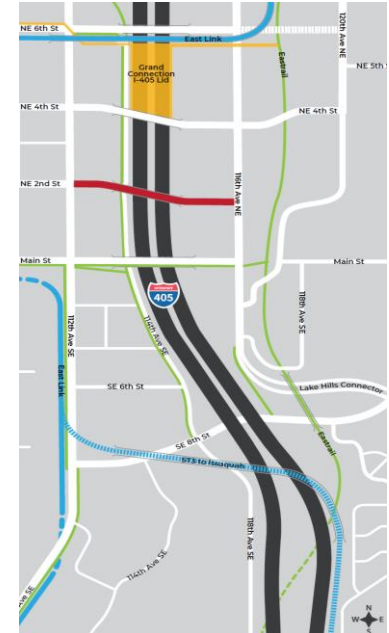 NE 6th St
East Link
120th Ave NE
Grand
Connection
I-405 Lid
Eastrail
NE 5th S
NE 4th St
NE 4th St
NE 2nd St
116th Ave NE
Main St
Main St
INTERSTATE
405
118th Ave SE
112th Ave SE
114th Ave SE
East Link
SE 6th St
Lake Hills Connector
SE 8th St
Eastrail
ST3 to Issaquah
118th Ave SE
114th Ave SE
Ave SE
N
W E
S